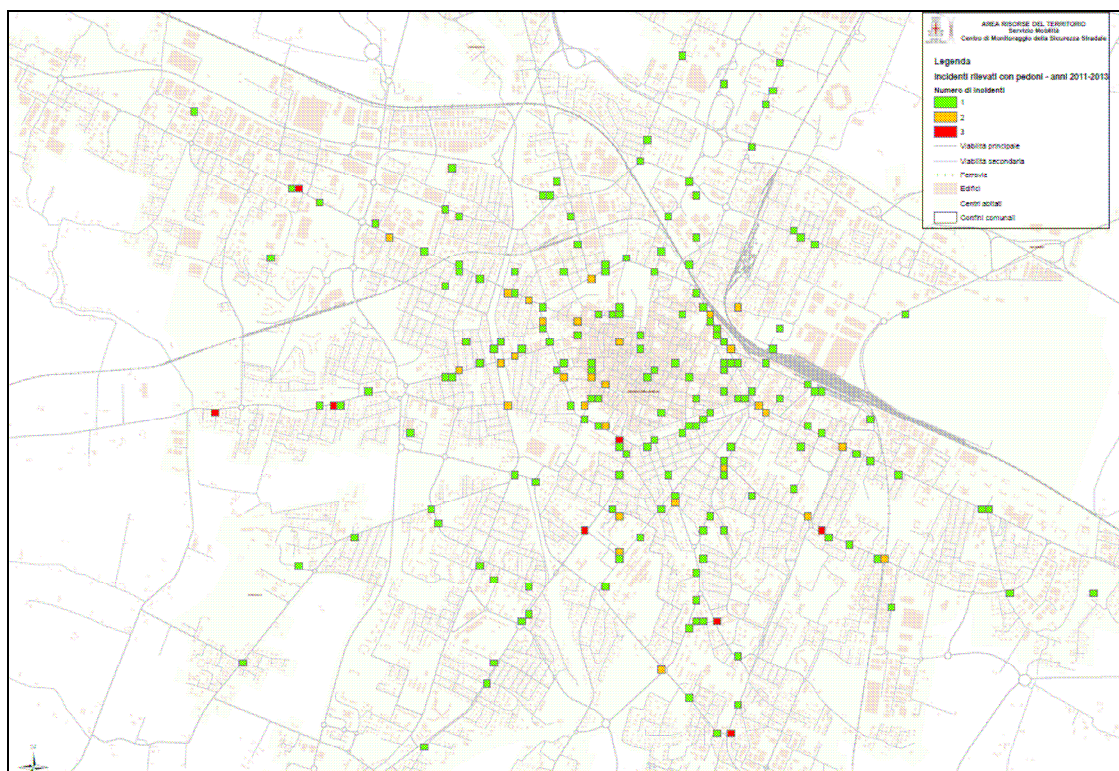 AREA RISORSE DEL TERRITORIO
Servizio Mobilità
Centro di Monitoraggio della Sicurezza Stradale
Legenda
Incidenti rilevati con pedoni - anni 2011-2013
Numero di incidenti
1
2
3
Viabilità principale
Viabilità secondaria
Ferrovia
Edifici
Centri abitati
Confini comunali